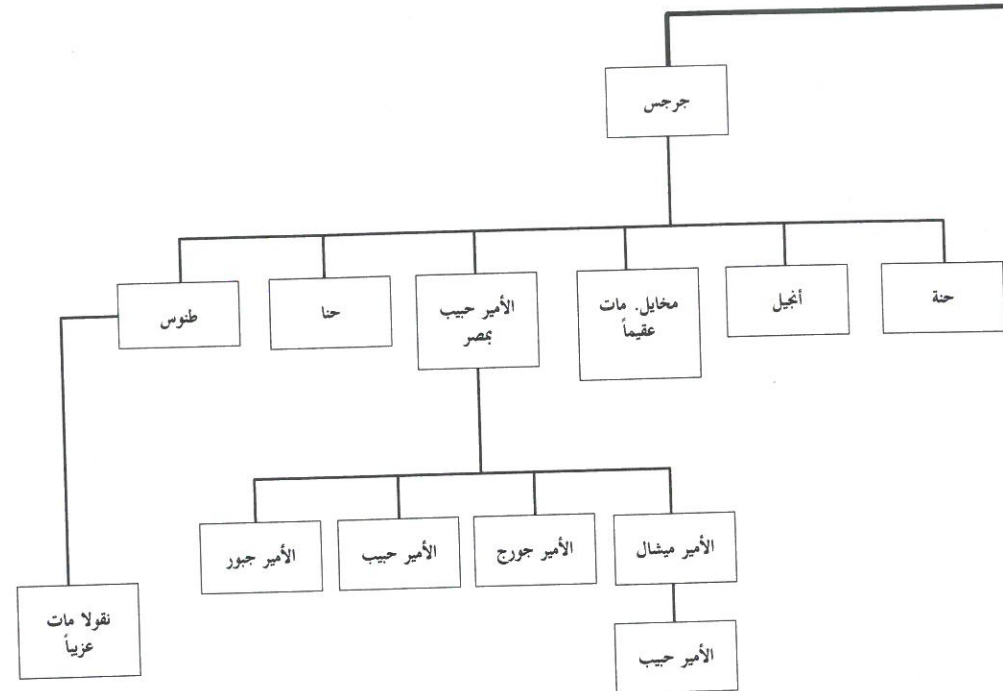 جرجس
حنة
أنجيل
مخايل. مات
عقيماً
الأمير حبيب
بمصر
حنا
طنوس
الأمير ميشال
الأمير جورج
الأمير حبيب
الأمير جبور
نقولا مات
عزيباً
الأمير حبيب